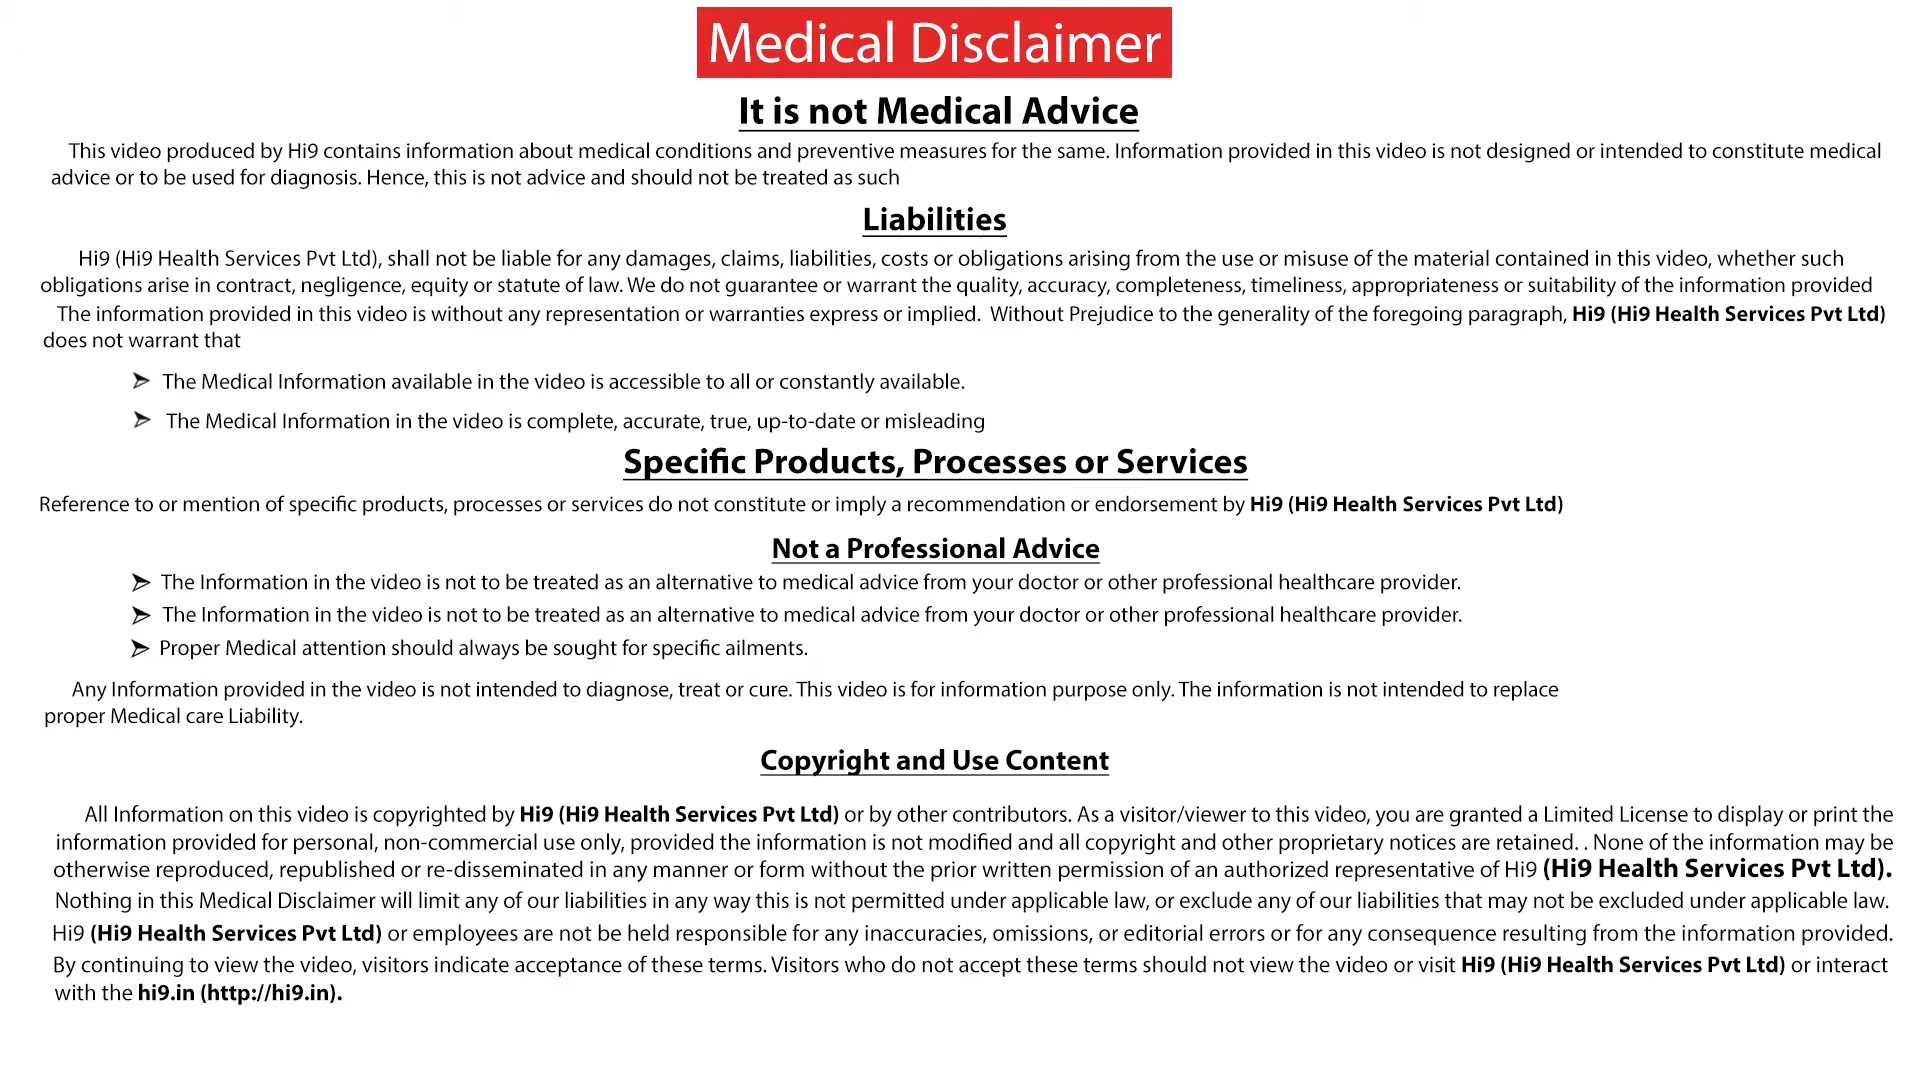 Medical Disclaimer
It is not Medical Advice
This video produced by Hi9 contains information about medical conditions and preventive measures for the same. Information provided in this video is not designed or intended to constitute medical
advice or to be used for diagnosis. Hence, this is not advice and should not be treated as such
Liabilities
Hi9 (Hi9 Health Services Pvt Ltd), shall not be liable for any damages, claims, liabilities, costs or obligations arising from the use or misuse of the material contained in this video, whether such
obligations arise in contract, negligence, equity or statute of law. We do not guarantee or warrant the quality, accuracy, completeness, timeliness, appropriateness or suitability of the information provided
The information provided in this video is without any representation or warranties express or implied. Without Prejudice to the generality of the foregoing paragraph, Hi9 (Hi9 Health Services Pvt Ltd)
does not warrant that
➢ The Medical Information available in the video is accessible to all or constantly available.
➢ The Medical Information in the video is complete, accurate, true, up-to-date or misleading
Specific Products, Processes or Services
Reference to or mention of specific products, processes or services do not constitute or imply a recommendation or endorsement by Hi9 (Hi9 Health Services Pvt Ltd)
Not a Professional Advice
➢ The Information in the video is not to be treated as an alternative to medical advice from your doctor or other professional healthcare provider.
➢ The Information in the video is not to be treated as an alternative to medical advice from your doctor or other professional healthcare provider.
➢ Proper Medical attention should always be sought for specific ailments.
Any Information provided in the video is not intended to diagnose, treat or cure. This video is for information purpose only. The information is not intended to replace
proper Medical care Liability.
Copyright and Use Content
All Information on this video is copyrighted by Hi9 (Hi9 Health Services Pvt Ltd) or by other contributors. As a visitor/viewer to this video, you are granted a Limited License to display or print the
information provided for personal, non-commercial use only, provided the information is not modified and all copyright and other proprietary notices are retained. . None of the information may be
otherwise reproduced, republished or re-disseminated in any manner or form without the prior written permission of an authorized representative of Hi9 (Hi9 Health Services Pvt Ltd).
Nothing in this Medical Disclaimer will limit any of our liabilities in any way this is not permitted under applicable law, or exclude any of our liabilities that may not be excluded under applicable law.
Hi9 (Hi9 Health Services Pvt Ltd) or employees are not be held responsible for any inaccuracies, omissions, or editorial errors or for any consequence resulting from the information provided.
By continuing to view the video, visitors indicate acceptance of these terms. Visitors who do not accept these terms should not view the video or visit Hi9 (Hi9 Health Services Pvt Ltd) or interact
with the hi9.in (http://hi9.in).